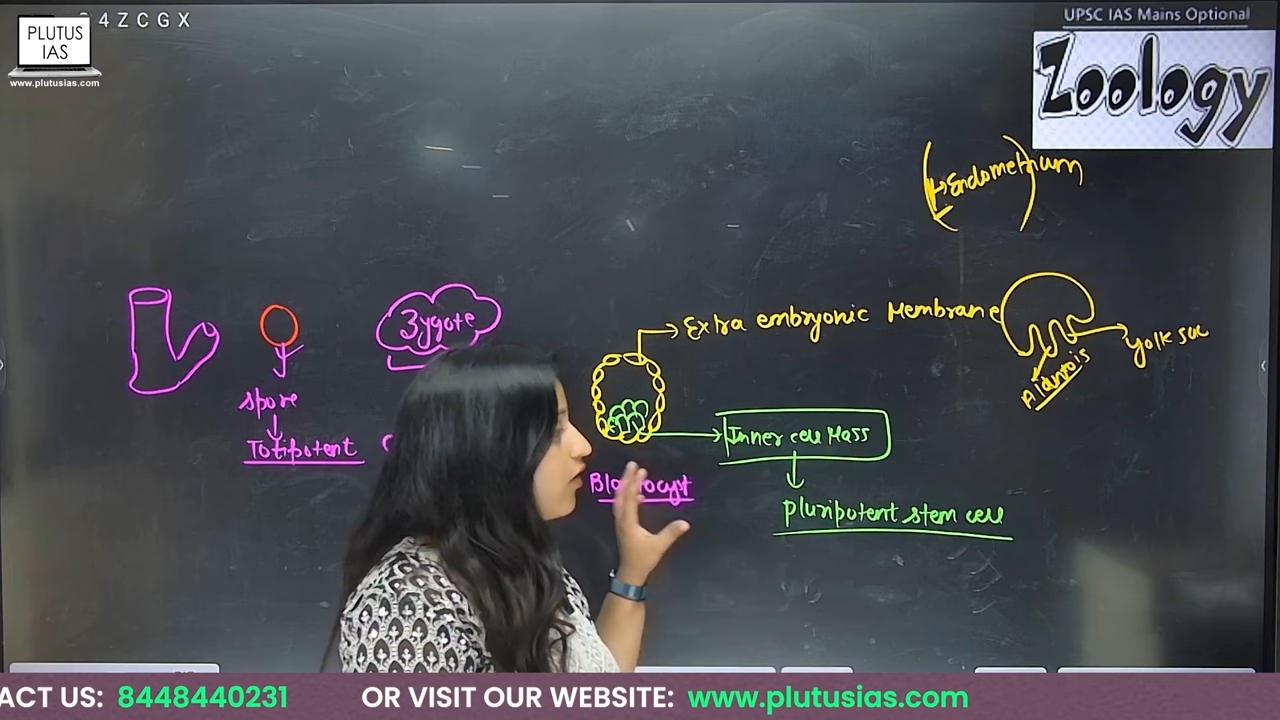 4ZCGX
UPSC IAS Mains Optional
PLUTUS
IAS
www.plutusias.com
Zoology
Endometrium
Zygote
Extra embryonic Membrane
yolk sac
Alantois
spore
Totipotent
Inner cell Mass
pluripotent stem cell
ACT US: 8448440231 OR VISIT OUR WEBSITE: www.plutusias.com